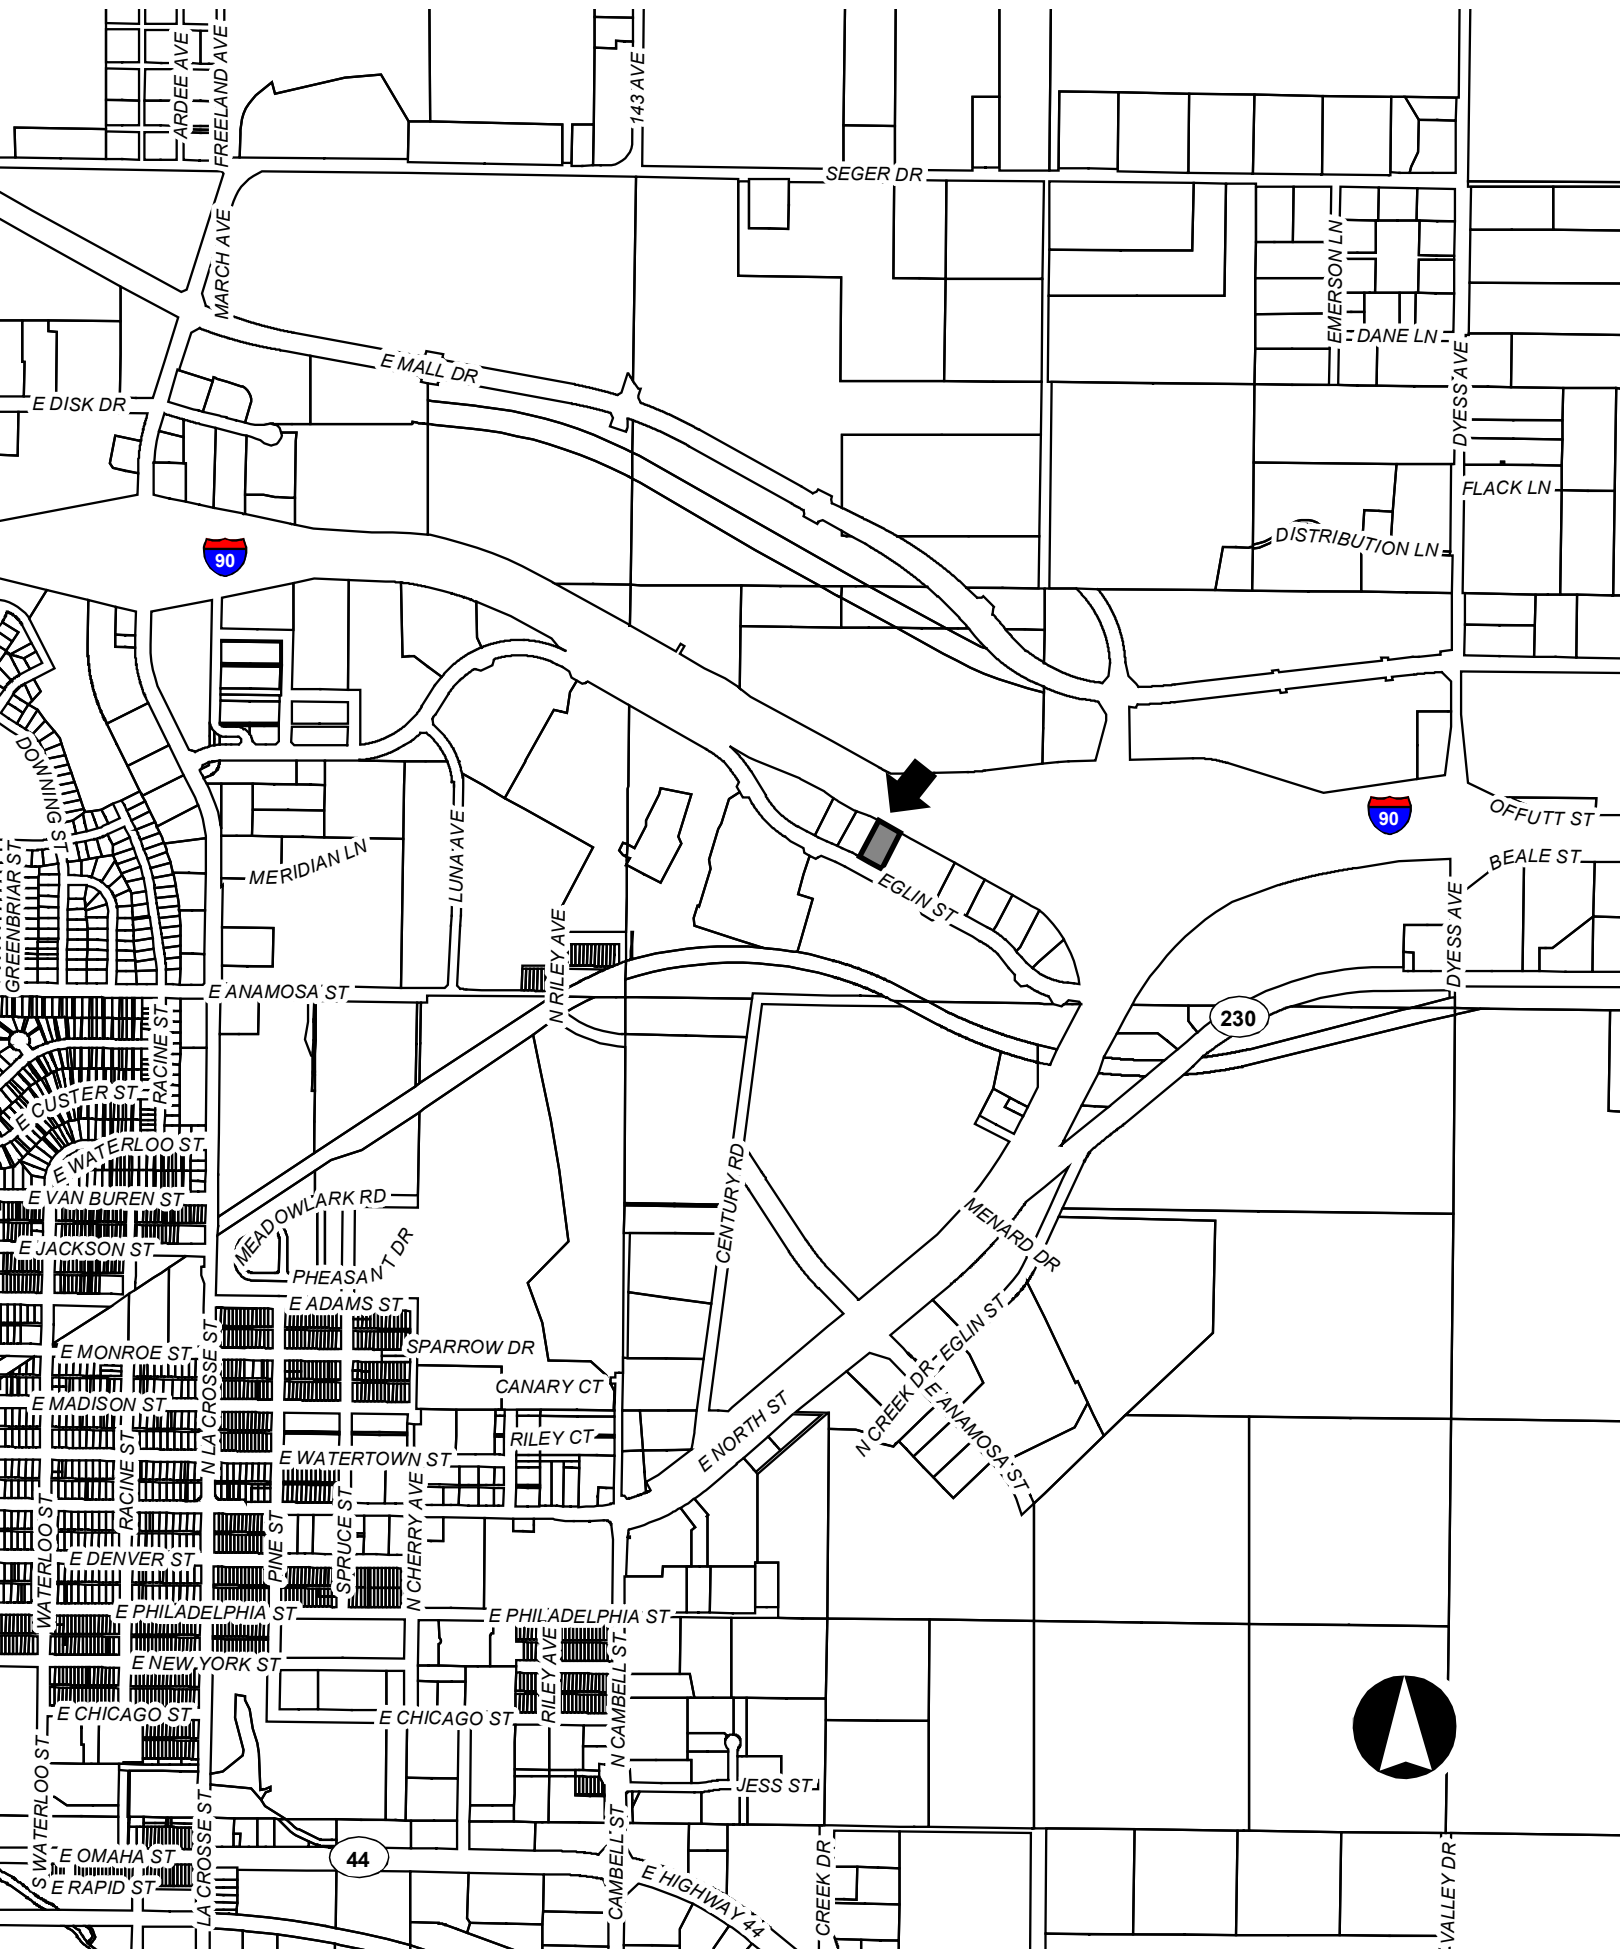 ARDEE AVE
FREELAND AVE
143 AVE
SEGER DR
MARCH AVE
EMERSON LN
DANE LN
E MALL DR
DYESS AVE
E DISK DR
FLACK LN
DISTRIBUTION LN
90
DOWNING ST
90
OFFUTT ST
MERIDIAN LN
LUNA AVE
BEALE ST
GREENBRIAR ST
EGLIN ST
N RILEY AVE
DYESS AVE
E ANAMOSA ST
230
RACINE ST
E CUSTER ST
E WATERLOO ST
E VAN BUREN ST
MEADOWLARK RD
CENTURY RD
MENARD DR
E JACKSON ST
PHEASANT DR
E ADAMS ST
EGLIN ST
SPARROW DR
E MONROE ST
N LACROSSE ST
CANARY CT
E MADISON ST
N CREEK DR
E ANAMOSA ST
E NORTH ST
RILEY CT
E WATERTOWN ST
RACINE ST
WATERLOO ST
PINE ST
SPRUCE ST
N CHERRY AVE
E DENVER ST
E PHILADELPHIA ST
E PHILADELPHIA ST
E NEW YORK ST
RILEY AVE
N CAMBELL ST
E CHICAGO ST
E CHICAGO ST
S WATERLOO ST
JESS ST
LA CROSSE ST
CAMBELL ST
E OMAHA ST
44
E RAPID ST
E HIGHWAY 44
CREEK DR
VALLEY DR